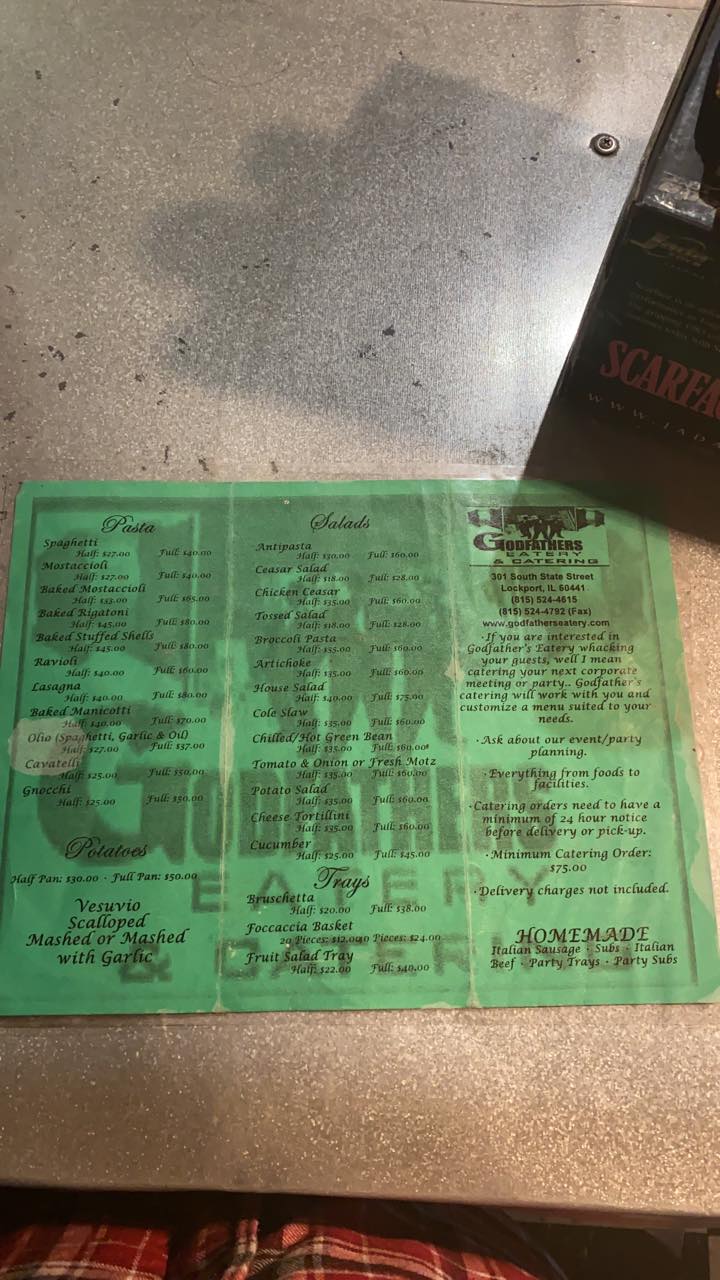 SCARFA
WWW.JADA
Pasta
Spaghetti
Half: $27.00 Full: $40.00
Mostaccioli
Half: $27.00 Full: $40.00
Baked Mostaccioli
Half: $33.00 Full: $65.00
Baked Rigatoni
Half: $45.00 Full: $80.00
Baked Stuffed Shells
Half: $45.00 Full: $80.00
Ravioli
Half: $40.00 Full: $60.00
Lasagna
Half: $40.00 Full: $80.00
Baked Manicotti
Half: $40.00 Full: $70.00
Olio (Spaghetti, Garlic & Oil)
Half: $27.00 Full: $37.00
Cavatelli
Half: $25.00 Full: $50.00
Gnocchi
Half: $25.00 Full: $50.00
Potatoes
Half Pan: $30.00 · Full Pan: $50.00
Vesuvio
Scalloped
Mashed or Mashed
with Garlic
Salads
Antipasta
Half: $30.00 Full: $60.00
Ceasar Salad
Half: $18.00 Full: $28.00
Chicken Ceasar
Half: $35.00 Full: $60.00
Tossed Salad
Half: $18.00 Full: $28.00
Broccoli Pasta
Half: $35.00 Full: $60.00
Artichoke
Half: $35.00 Full: $60.00
House Salad
Half: $40.00 Full: $75.00
Cole Slaw
Half: $35.00 Full: $60.00
Chilled/Hot Green Bean
Half: $35.00 Full: $60.00
Tomato & Onion or Fresh Motz
Half: $35.00 Full: $60.00
Potato Salad
Half: $35.00 Full: $60.00
Cheese Tortillini
Half: $35.00 Full: $60.00
Cucumber
Half: $25.00 Full: $45.00
Trays
Bruschetta
Half: $20.00 Full: $38.00
Foccaccia Basket
20 Pieces: $12.00 40 Pieces: $24.00
Fruit Salad Tray
Half: $22.00 Full: $40.00
GODFATHERS
EATERY
& CATERING
301 South State Street
Lockport, IL 60441
(815) 524-4615
(815) 524-4792 (Fax)
www.godfatherseatery.com
·If you are interested in
Godfather's Eatery whacking
your guests, well I mean
catering your next corporate
meeting or party.. Godfather's
catering will work with you and
customize a menu suited to your
needs.
·Ask about our event/party
planning.
·Everything from foods to
facilities.
·Catering orders need to have a
minimum of 24 hour notice
before delivery or pick-up.
·Minimum Catering Order:
$75.00
·Delivery charges not included.
HOMEMADE
Italian Sausage · Subs · Italian
Beef · Party Trays · Party Subs
GODFATHERS
EATERY
& CATERING